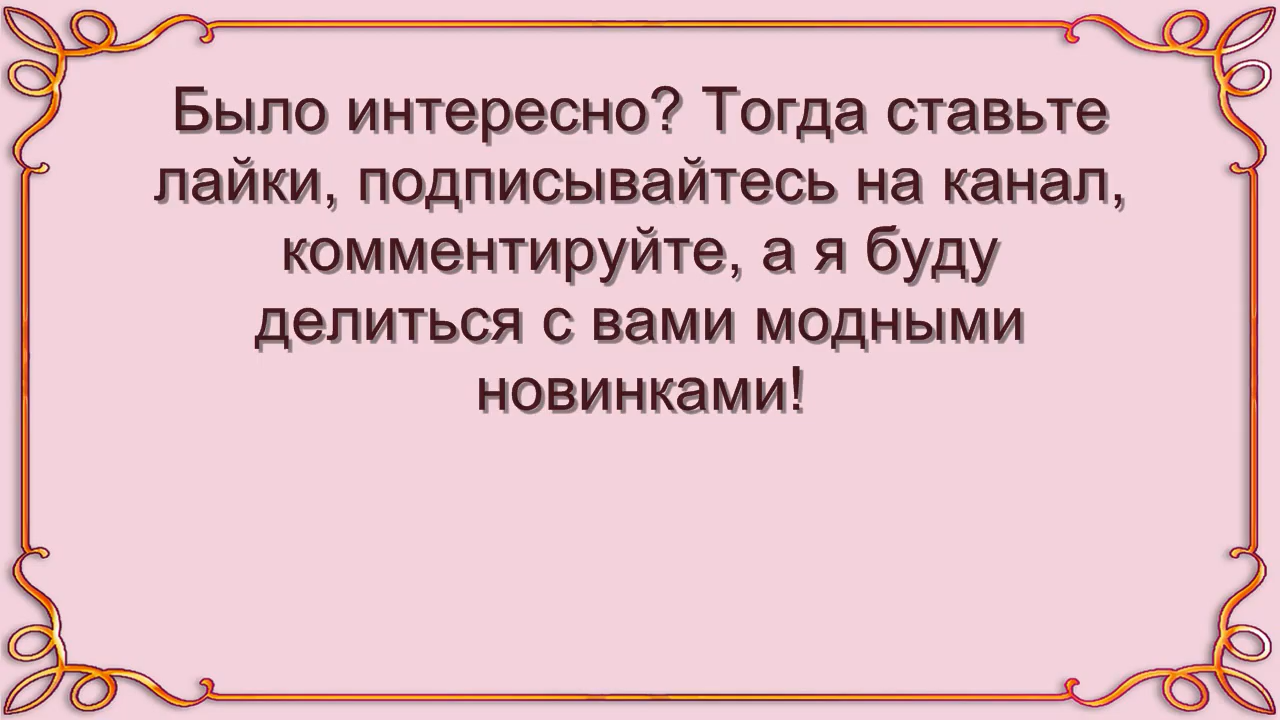 Было интересно? Тогда ставьте
лайки, подписывайтесь на канал,
комментируйте, а я буду
делиться с вами модными
новинками!